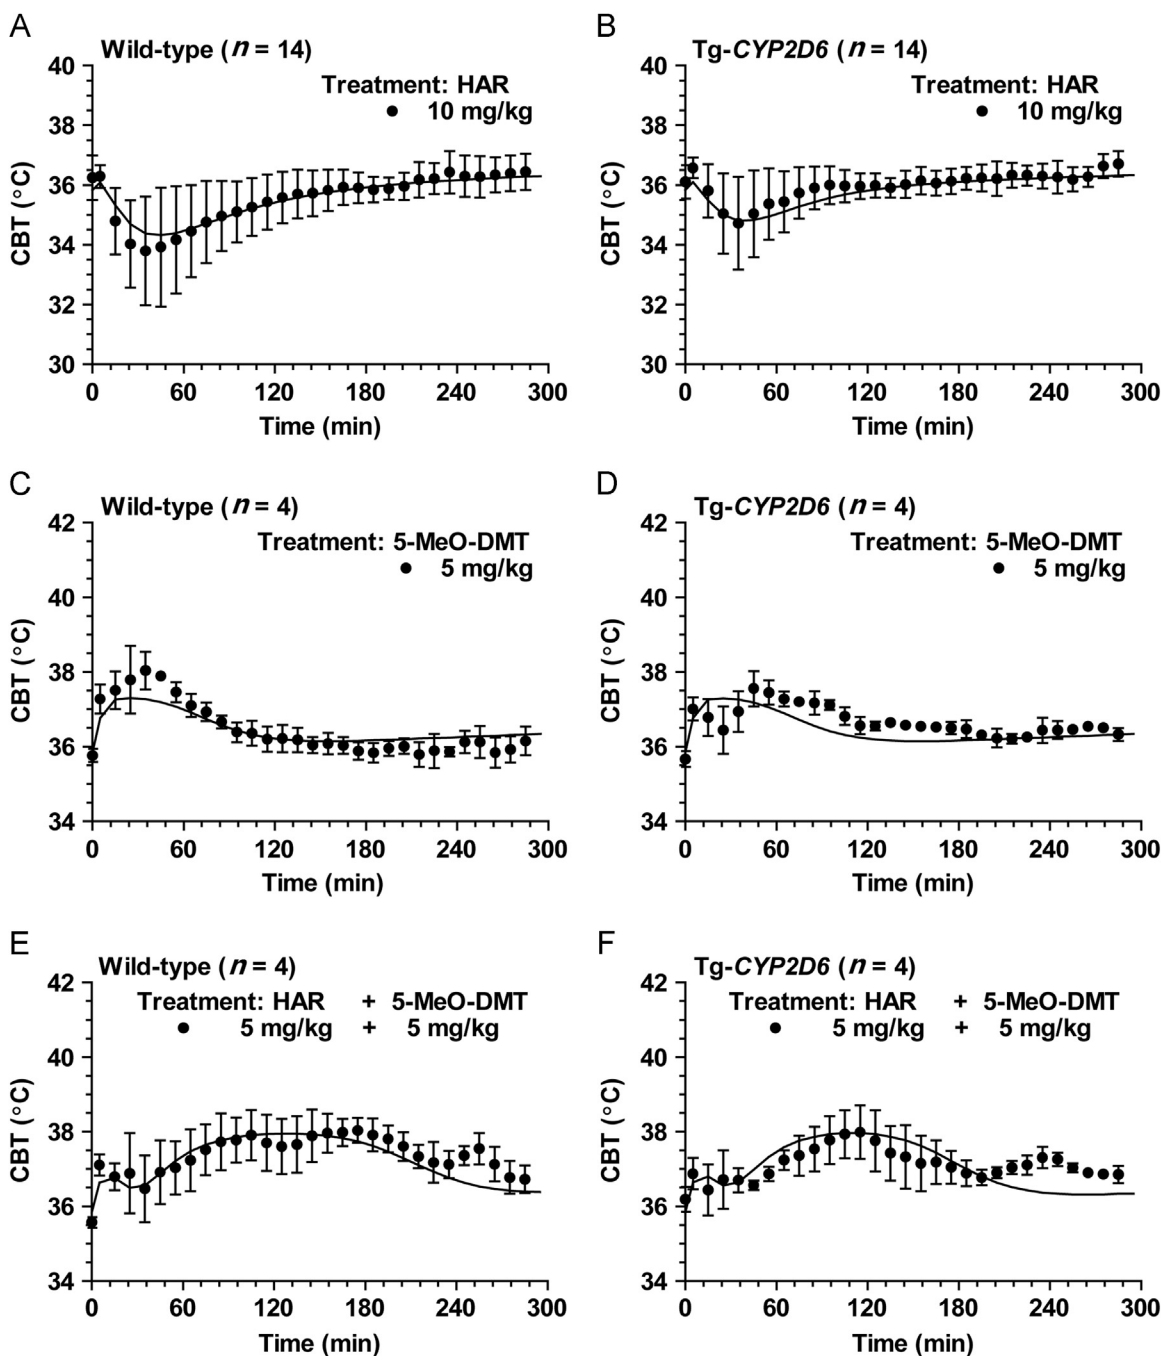 A
Wild-type (n = 14)
Treatment: HAR
● 10 mg/kg
CBT (°C)
40
38
36
34
32
30
0 60 120 180 240 300
Time (min)
B
Tg-CYP2D6 (n = 14)
Treatment: HAR
● 10 mg/kg
CBT (°C)
40
38
36
34
32
30
0 60 120 180 240 300
Time (min)
C
Wild-type (n = 4)
Treatment: 5-MeO-DMT
● 5 mg/kg
CBT (°C)
42
40
38
36
34
0 60 120 180 240 300
Time (min)
D
Tg-CYP2D6 (n = 4)
Treatment: 5-MeO-DMT
● 5 mg/kg
CBT (°C)
42
40
38
36
34
0 60 120 180 240 300
Time (min)
E
Wild-type (n = 4)
Treatment: HAR + 5-MeO-DMT
● 5 mg/kg + 5 mg/kg
CBT (°C)
42
40
38
36
34
0 60 120 180 240 300
Time (min)
F
Tg-CYP2D6 (n = 4)
Treatment: HAR + 5-MeO-DMT
● 5 mg/kg + 5 mg/kg
CBT (°C)
42
40
38
36
34
0 60 120 180 240 300
Time (min)